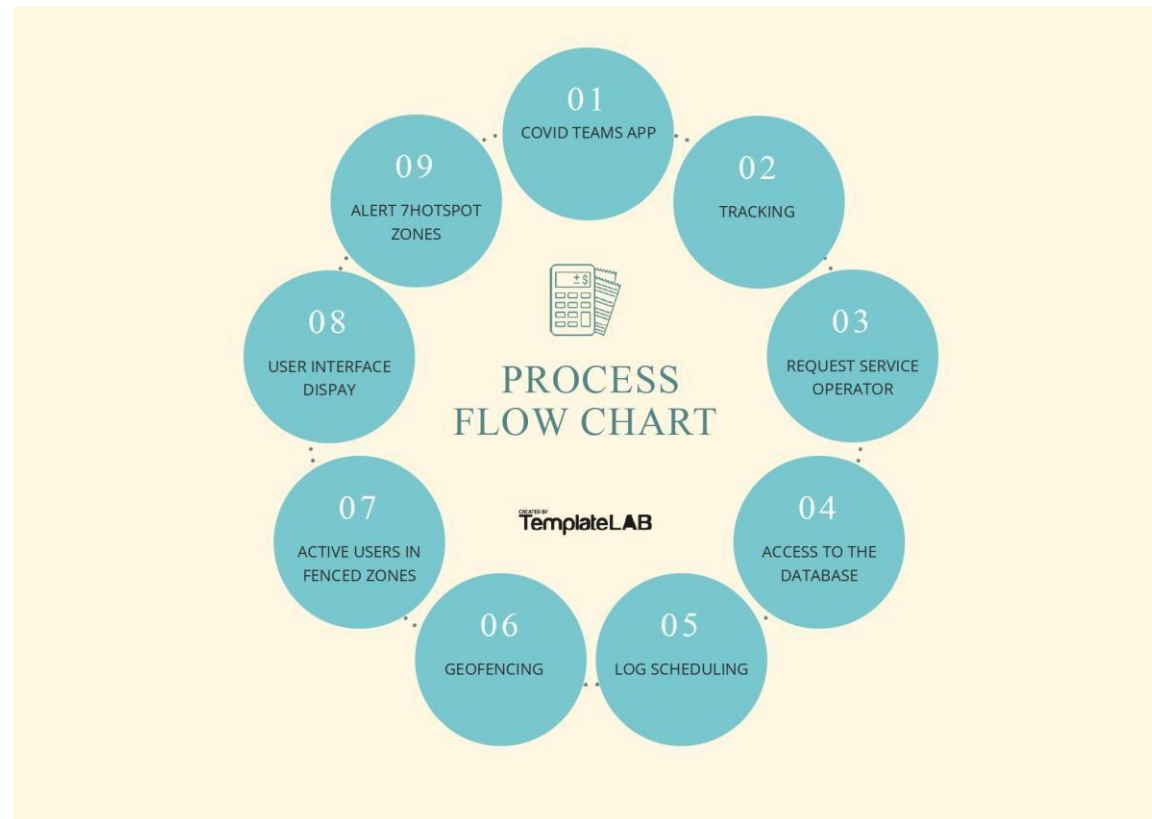 01
COVID TEAMS APP
02
TRACKING
03
REQUEST SERVICE
OPERATOR
04
ACCESS TO THE
DATABASE
05
LOG SCHEDULING
06
GEOFENCING
07
ACTIVE USERS IN
FENCED ZONES
08
USER INTERFACE
DISPAY
09
ALERT 7HOTSPOT
ZONES
± $
PROCESS
FLOW CHART
CREATED BY
TemplateLAB